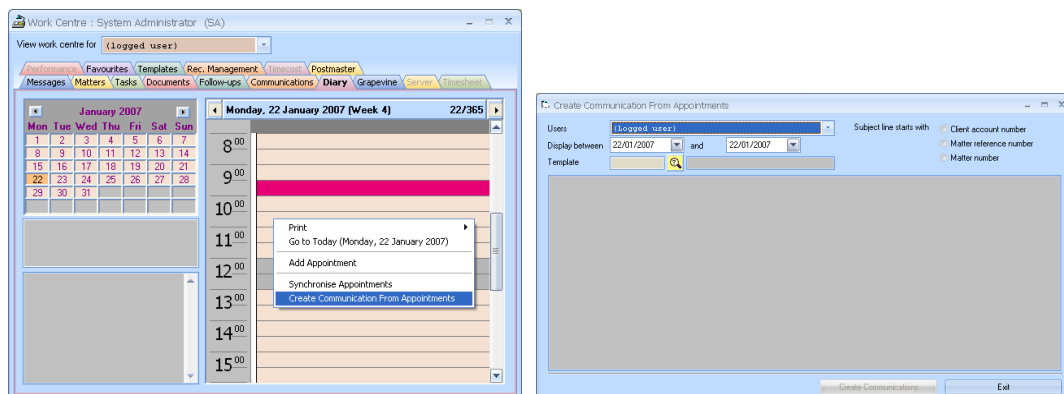 Work Centre : System Administrator (SA)
View work centre for (logged user)
Performance Favourites Templates Rec. Management Timecost Postmaster
Messages Matters Tasks Documents Follow-ups Communications Diary Grapevine Server Timesheet
January 2007
Mon Tue Wed Thu Fri Sat Sun
1 2 3 4 5 6 7
8 9 10 11 12 13 14
15 16 17 18 19 20 21
22 23 24 25 26 27 28
29 30 31
Monday, 22 January 2007 (Week 4) 22/365
8 00
9 00
10 00
11 00
12 00
13 00
14 00
15 00
Print
Go to Today (Monday, 22 January 2007)
Add Appointment
Synchronise Appointments
Create Communication From Appointments
Create Communication From Appointments
Users (Logged user)
Display between 22/01/2007 and 22/01/2007
Template
Subject line starts with Client account number
Matter reference number
Matter number
Create Communications Exit